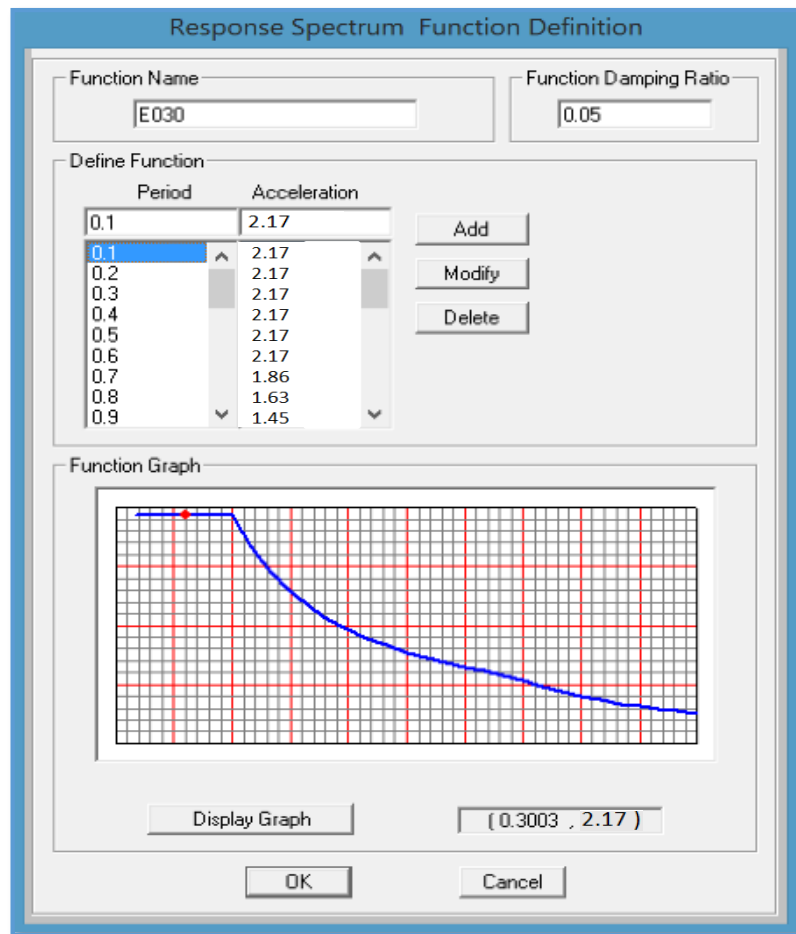 Response Spectrum Function Definition
Function Name
Function Damping Ratio
E030
0.05
Define Function
Period Acceleration
0.1 2.17
Add
0.1 2.17
0.2 2.17
Modify
0.3 2.17
0.4 2.17
Delete
0.5 2.17
0.6 2.17
0.7 1.86
0.8 1.63
0.9 1.45
Function Graph
Display Graph
( 0.3003 , 2.17 )
OK
Cancel